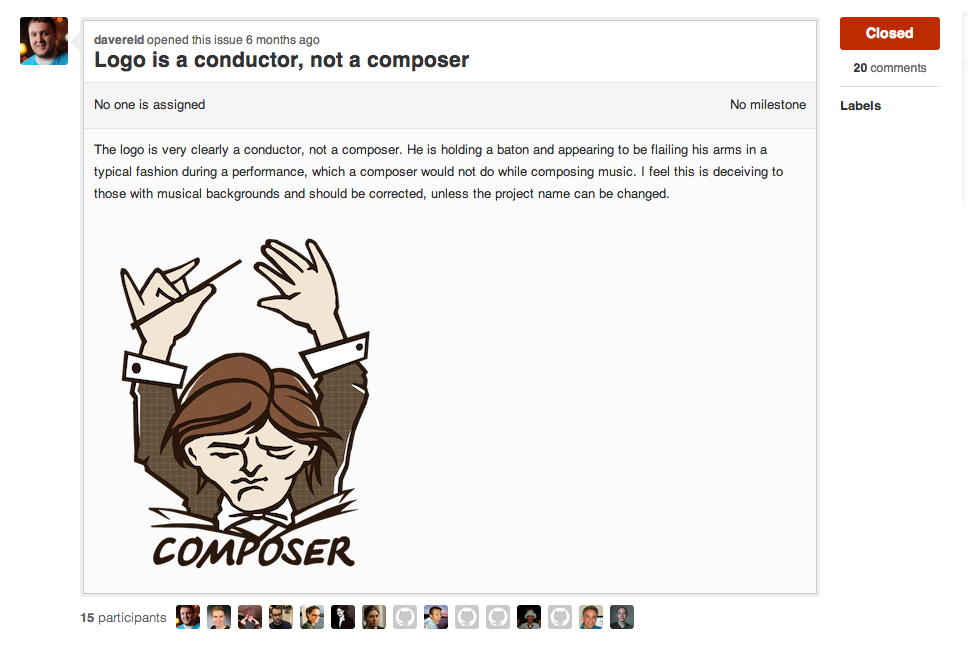 davereid opened this issue 6 months ago
Logo is a conductor, not a composer
Closed
20 comments
Labels
No one is assigned
No milestone
The logo is very clearly a conductor, not a composer. He is holding a baton and appearing to be flailing his arms in a
typical fashion during a performance, which a composer would not do while composing music. I feel this is deceiving to
those with musical backgrounds and should be corrected, unless the project name can be changed.
COMPOSER
15 participants